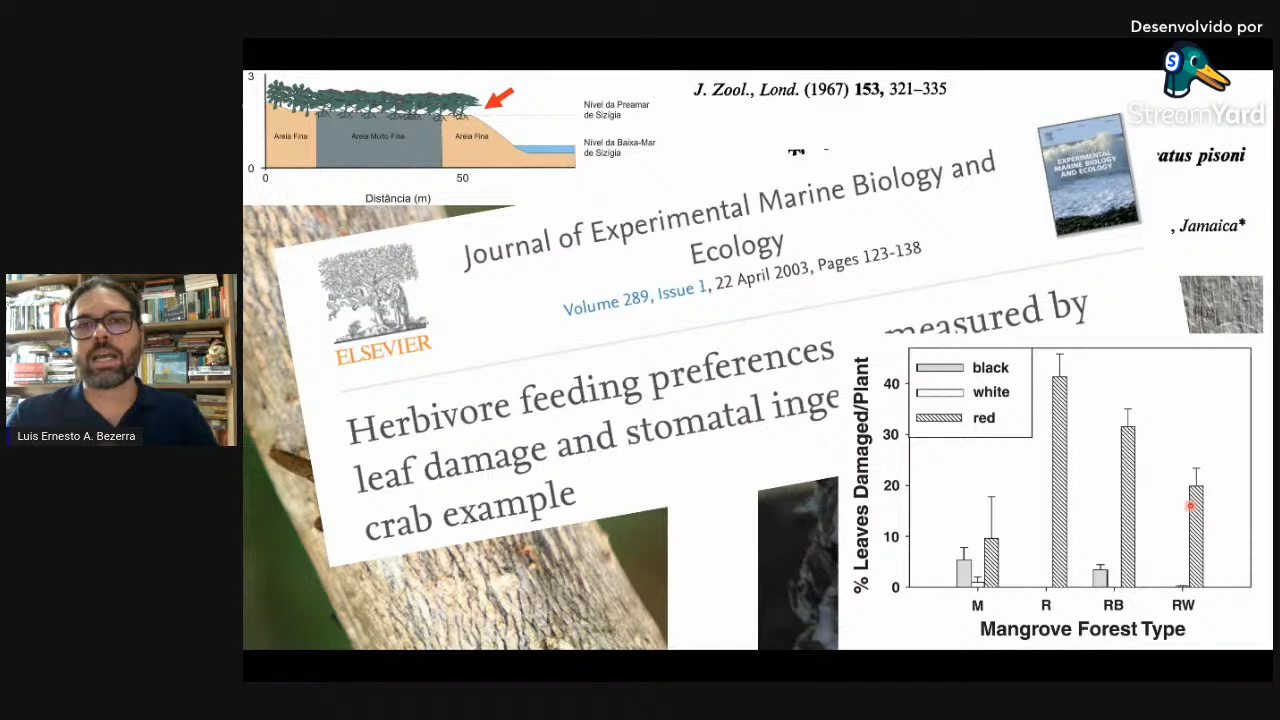 Desenvolvido por
StreamYard
3
Nível da Preamar
de Sizígia
Areia Fina
Areia Muito Fina
Areia Fina
Nível da Baixa-Mar
de Sizígia
0
0
50
Distância (m)
J. Zool., Lond. (1967) 153, 321–335
atus pisoni
, Jamaica*
Journal of Experimental Marine Biology and
Ecology
Volume 289, Issue 1, 22 April 2003, Pages 123-138
EXPERIMENTAL
MARINE BIOLOGY
AND ECOLOGY
ELSEVIER
measured by
Herbivore feeding preferences
leaf damage and stomatal inge
crab example
% Leaves Damaged/Plant
black
white
red
40
30
20
10
0
M
R
RB
RW
Mangrove Forest Type
Luis Ernesto A. Bezerra